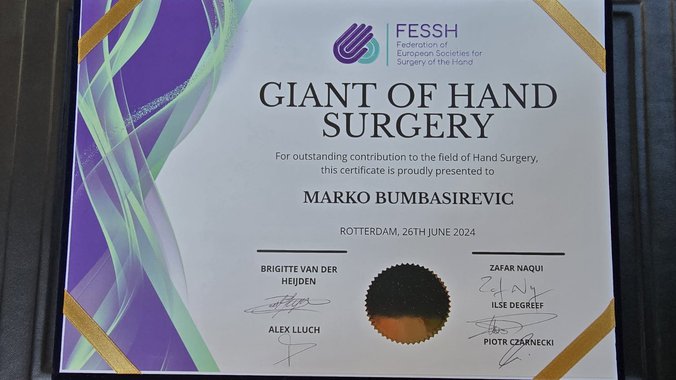 FESSH
Federation of
European Societies for
Surgery of the Hand
GIANT OF HAND
SURGERY
For outstanding contribution to the field of Hand Surgery,
this certificate is proudly presented to
MARKO BUMBASIREVIC
ROTTERDAM, 26TH JUNE 2024
BRIGITTE VAN DER
HEIJDEN
ALEX LLUCH
ZAFAR NAQUI
ILSE DEGREEF
PIOTR CZARNECKI